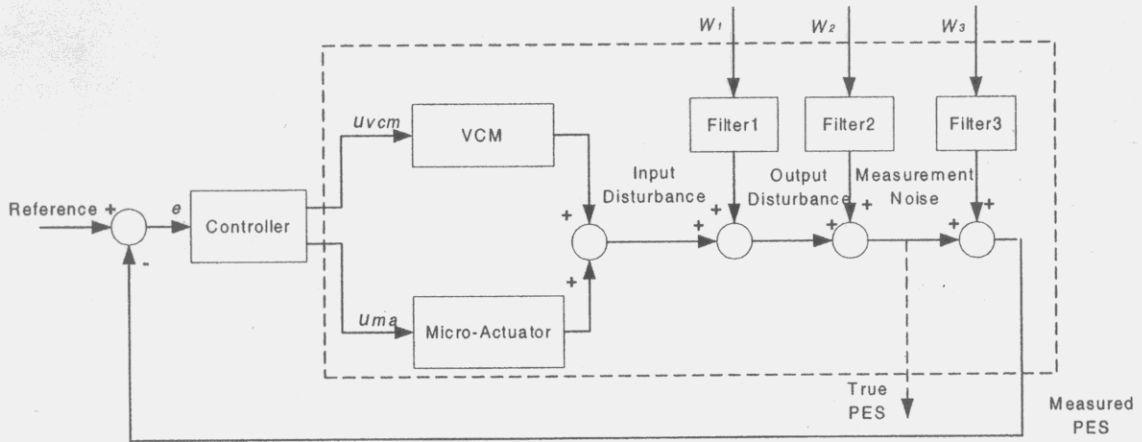 W1
W2
W3
Filter1
Filter2
Filter3
uvcm
VCM
Input
Disturbance
Output
Disturbance
Measurement
Noise
Reference
+
-
e
Controller
+
+
+
+
+
+
+
+
uma
Micro-Actuator
True
PES
Measured
PES